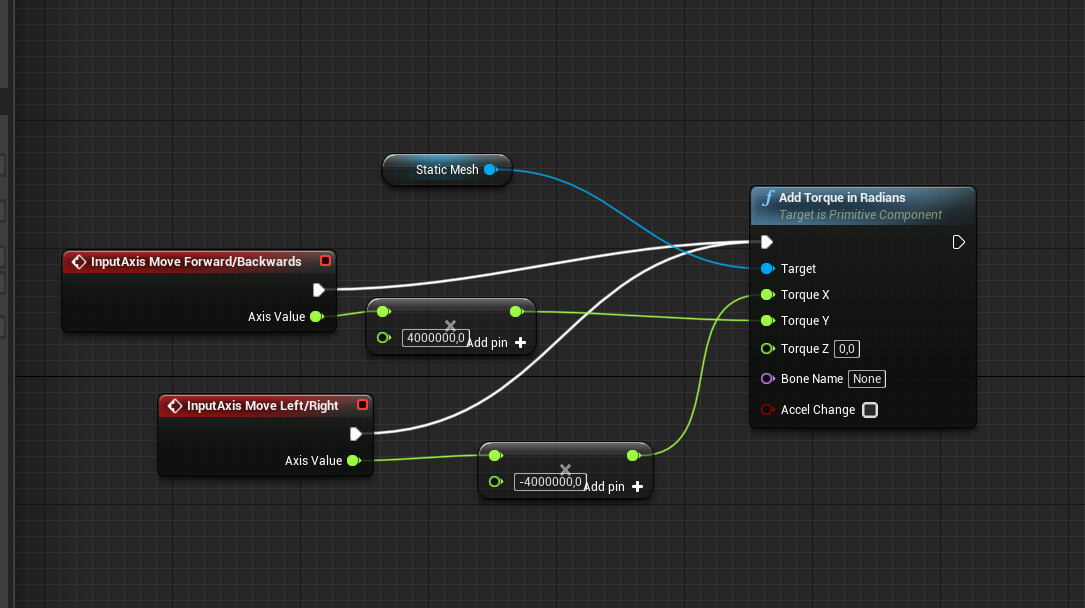 Static Mesh
Add Torque in Radians
Target is Primitive Component
InputAxis Move Forward/Backwards
Axis Value
4000000,0
Add pin
Target
Torque X
Torque Y
Torque Z 0,0
Bone Name None
Accel Change
InputAxis Move Left/Right
Axis Value
-4000000,0
Add pin